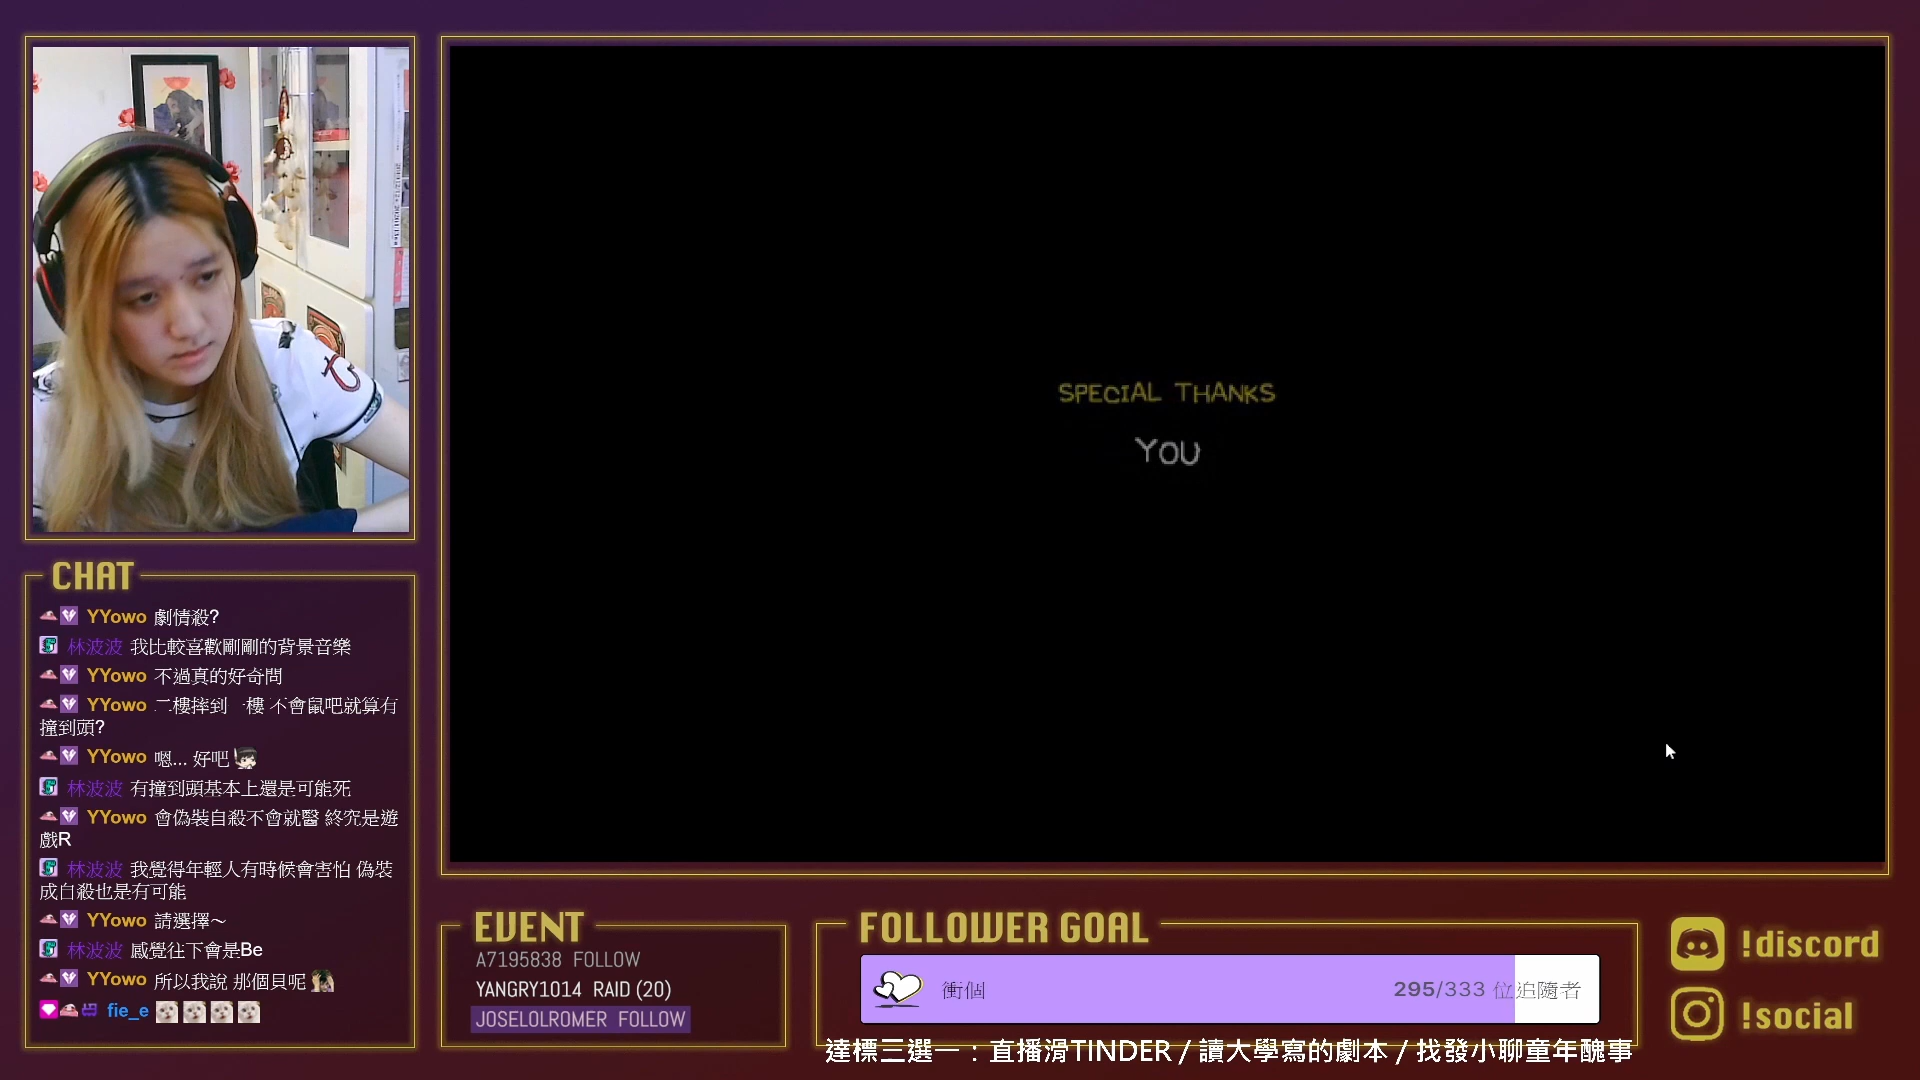 SPECIAL THANKS
YOU
CHAT
YYowo 劇情殺?
林波波 我比較喜歡剛剛的背景音樂
YYowo 不過真的好奇問
YYowo 二樓摔到一樓 不會鼠吧就算有
撞到頭?
YYowo 嗯... 好吧
林波波 有撞到頭基本上還是可能死
YYowo 會偽裝自殺不會就醫 終究是遊
戲R
林波波 我覺得年輕人有時候會害怕 偽裝
成自殺也是有可能
YYowo 請選擇～
林波波 感覺往下會是Be
YYowo 所以我說 那個貝呢
fie_e
EVENT
A7195838 FOLLOW
YANGRY1014 RAID (20)
JOSELOLROMER FOLLOW
FOLLOWER GOAL
衝個
295/333 位追隨者
達標三選一：直播滑TINDER / 讀大學寫的劇本 / 找發小聊童年醜事
!discord
!social